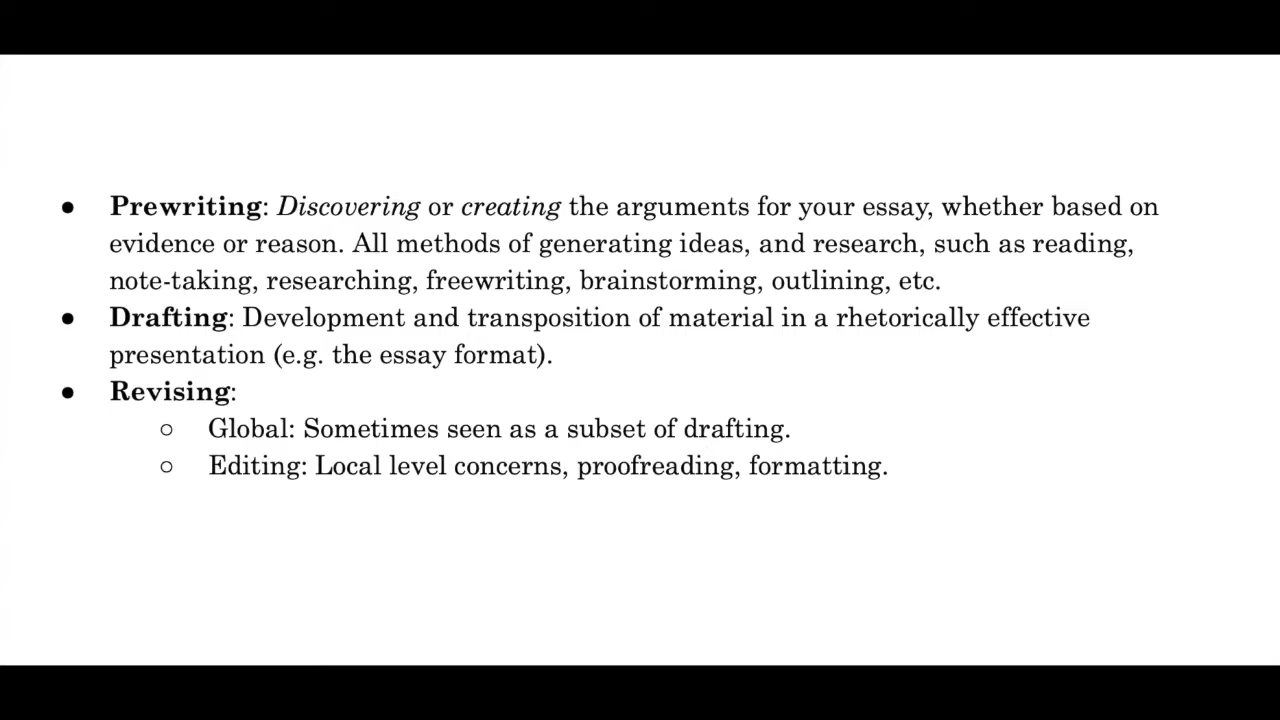 ● Prewriting: Discovering or creating the arguments for your essay, whether based on
evidence or reason. All methods of generating ideas, and research, such as reading,
note-taking, researching, freewriting, brainstorming, outlining, etc.
● Drafting: Development and transposition of material in a rhetorically effective
presentation (e.g. the essay format).
● Revising:
○ Global: Sometimes seen as a subset of drafting.
○ Editing: Local level concerns, proofreading, formatting.